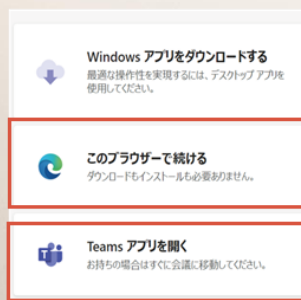 Windows アプリをダウンロードする
最適な操作性を実現するには、デスクトップ アプリを
使用してください。
このブラウザーで続ける
ダウンロードもインストールも必要ありません。
Teams アプリを開く
お持ちの場合はすぐに会議に移動してください。